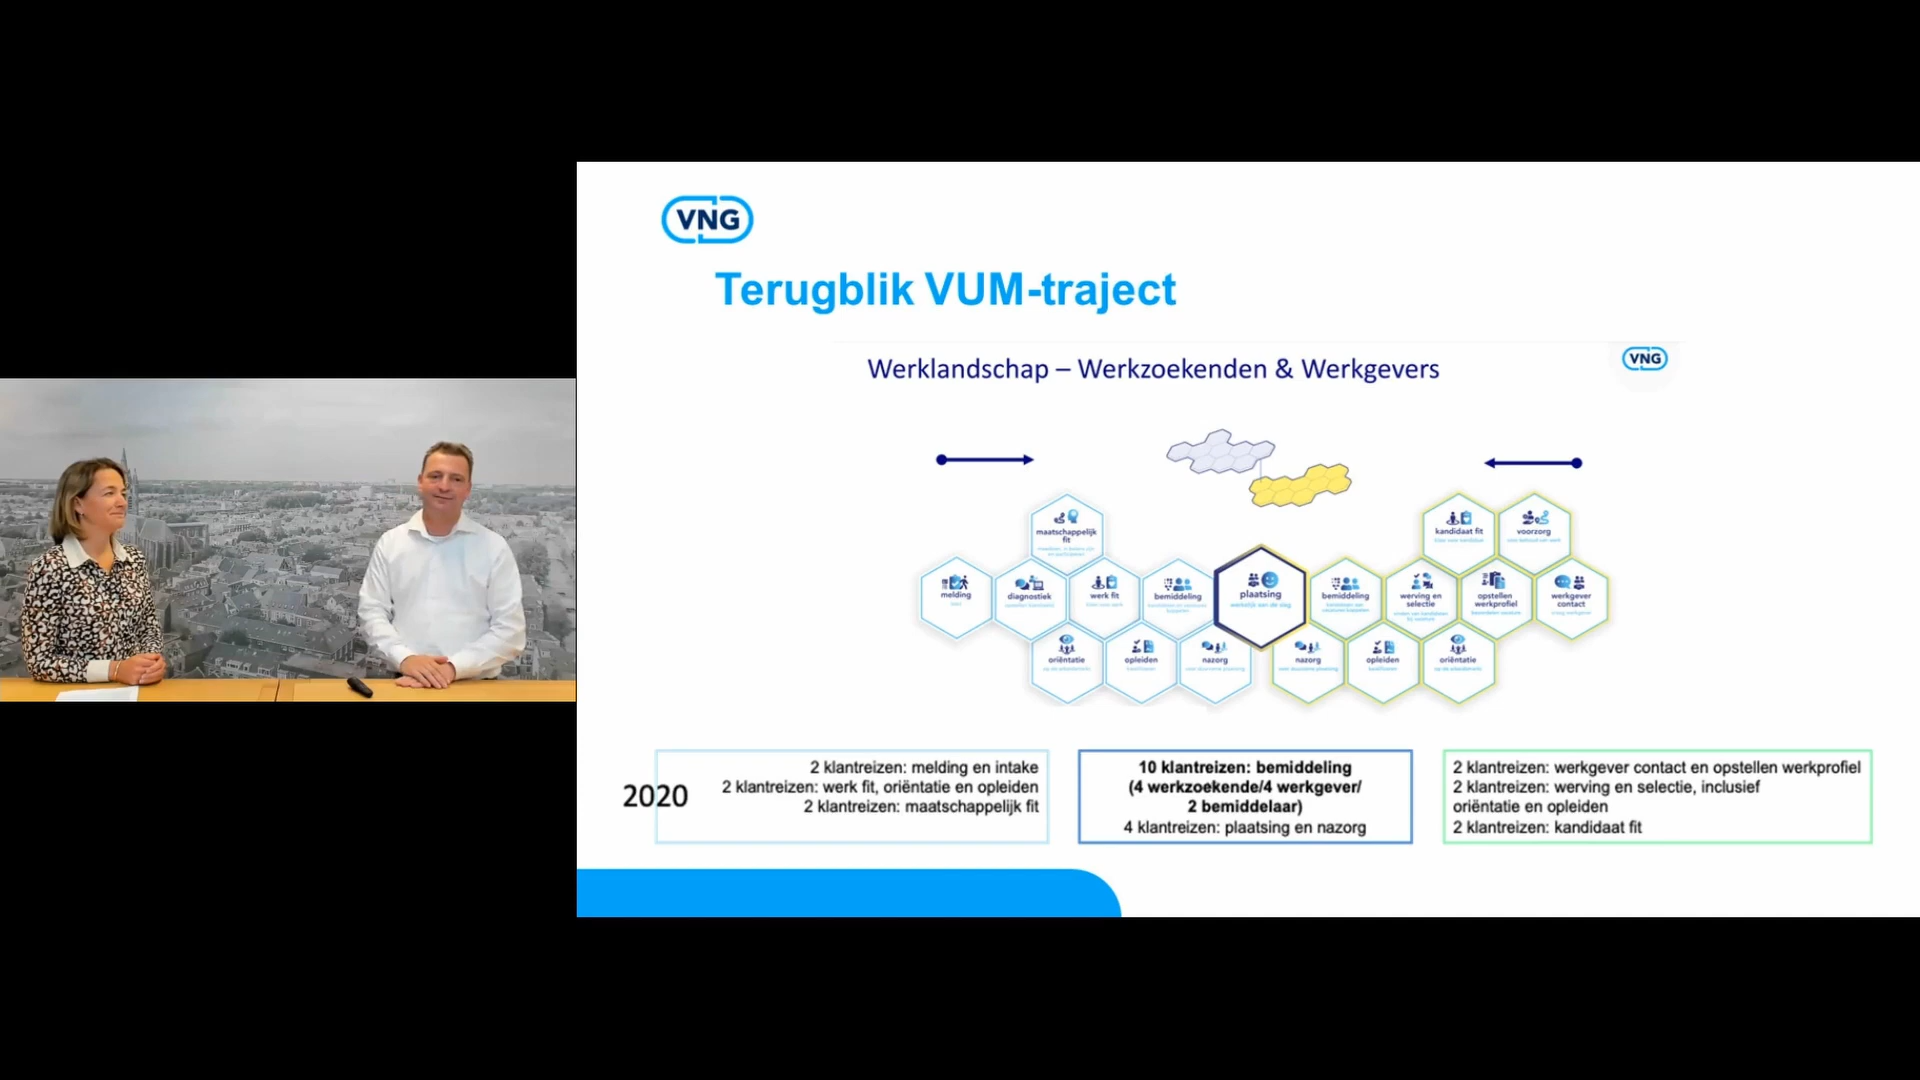 VNG
Terugblik VUM-traject
Werklandschap – Werkzoekenden & Werkgevers
VNG
maatschappelijk
fit
kandidaat fit
voorzorg
melding
diagnostiek
werk fit
bemiddeling
plaatsing
werkelijk aan de slag
bemiddeling
werving en
selectie
opstellen
werkprofiel
werkgever
contact
oriëntatie
opleiden
nazorg
nazorg
opleiden
oriëntatie
2020
2 klantreizen: melding en intake
2 klantreizen: werk fit, oriëntatie en opleiden
2 klantreizen: maatschappelijk fit
10 klantreizen: bemiddeling
(4 werkzoekende/4 werkgever/
2 bemiddelaar)
4 klantreizen: plaatsing en nazorg
2 klantreizen: werkgever contact en opstellen werkprofiel
2 klantreizen: werving en selectie, inclusief
oriëntatie en opleiden
2 klantreizen: kandidaat fit